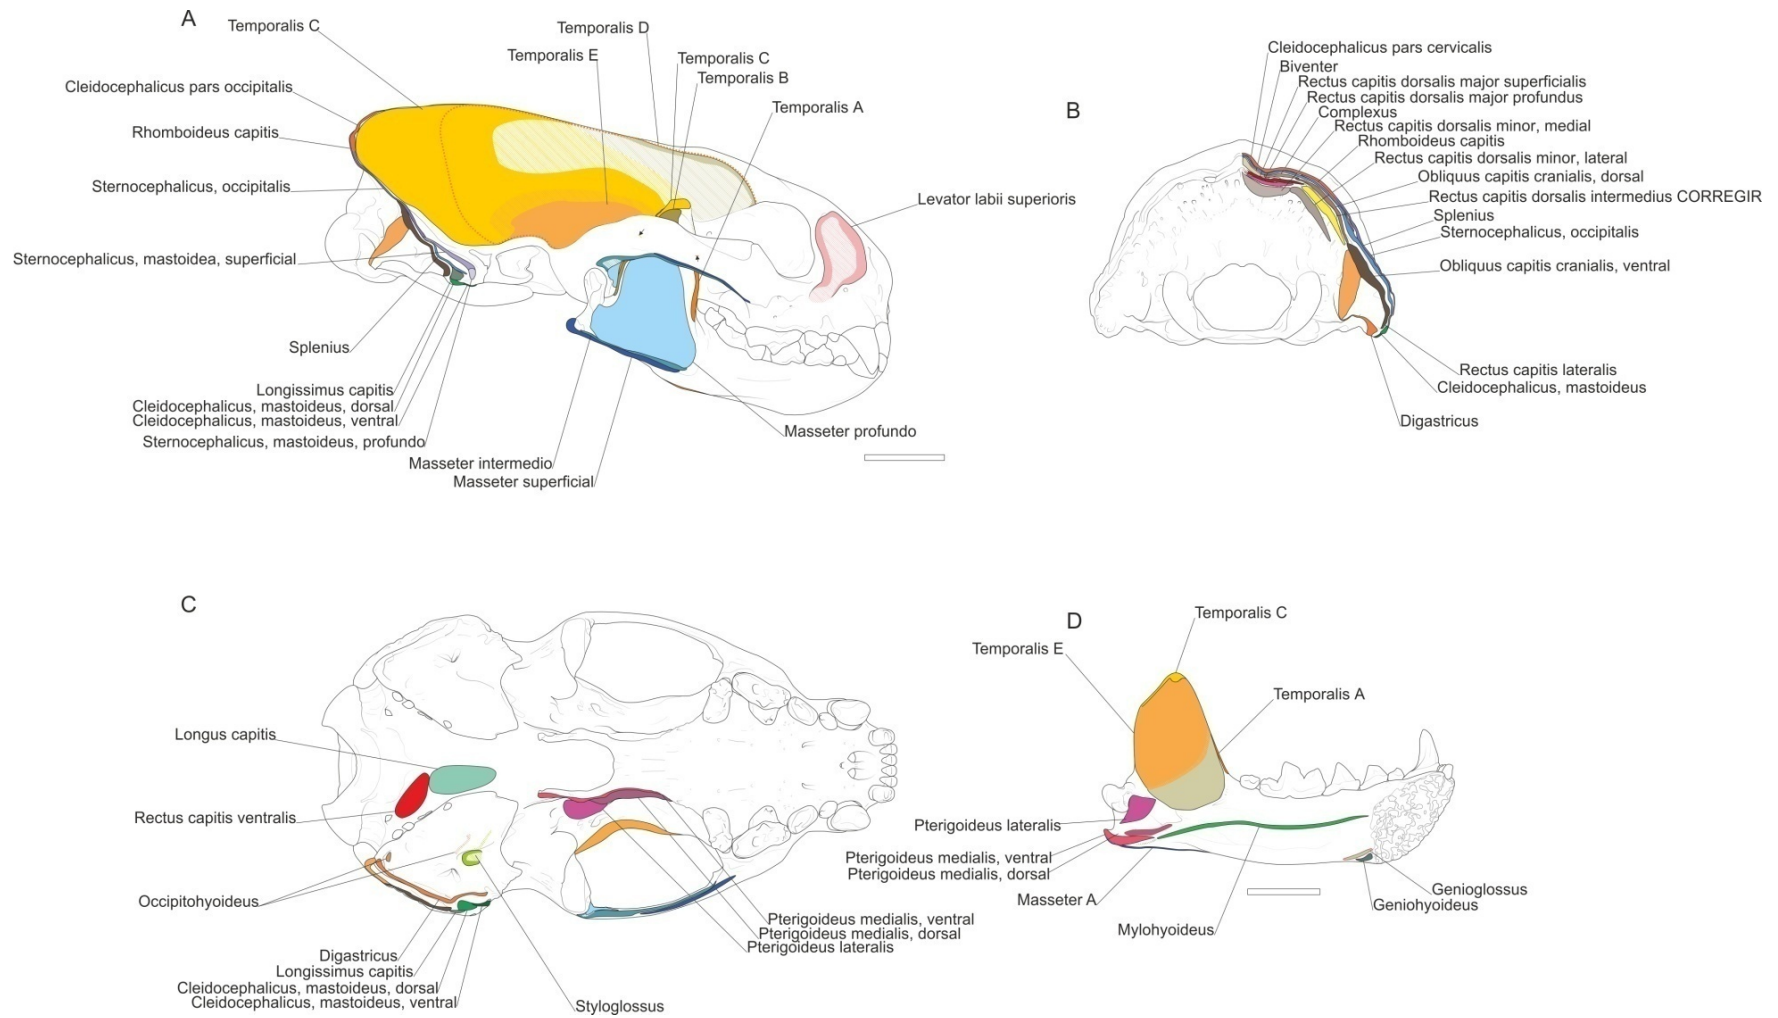 A
Temporalis C
Temporalis D
Temporalis E
Temporalis C
Temporalis B
Temporalis A
Cleidocephalicus pars occipitalis
Rhomboideus capitis
Sternocephalicus, occipitalis
Levator labii superioris
Sternocephalicus, mastoidea, superficial
Splenius
Longissimus capitis
Cleidocephalicus, mastoideus, dorsal
Cleidocephalicus, mastoideus, ventral
Sternocephalicus, mastoideus, profundo
Masseter profundo
Masseter intermedio
Masseter superficial
B
Cleidocephalicus pars cervicalis
Biventer
Rectus capitis dorsalis major superficialis
Rectus capitis dorsalis major profundus
Complexus
Rectus capitis dorsalis minor, medial
Rhomboideus capitis
Rectus capitis dorsalis minor, lateral
Obliquus capitis cranialis, dorsal
Rectus capitis dorsalis intermedius CORREGIR
Splenius
Sternocephalicus, occipitalis
Obliquus capitis cranialis, ventral
Rectus capitis lateralis
Cleidocephalicus, mastoideus
Digastricus
C
Longus capitis
Rectus capitis ventralis
Occipitohyoideus
Digastricus
Longissimus capitis
Cleidocephalicus, mastoideus, dorsal
Cleidocephalicus, mastoideus, ventral
Styloglossus
Pterigoideus medialis, ventral
Pterigoideus medialis, dorsal
Pterigoideus lateralis
D
Temporalis C
Temporalis E
Temporalis A
Pterigoideus lateralis
Pterigoideus medialis, ventral
Pterigoideus medialis, dorsal
Masseter A
Mylohyoideus
Genioglossus
Geniohyoideus